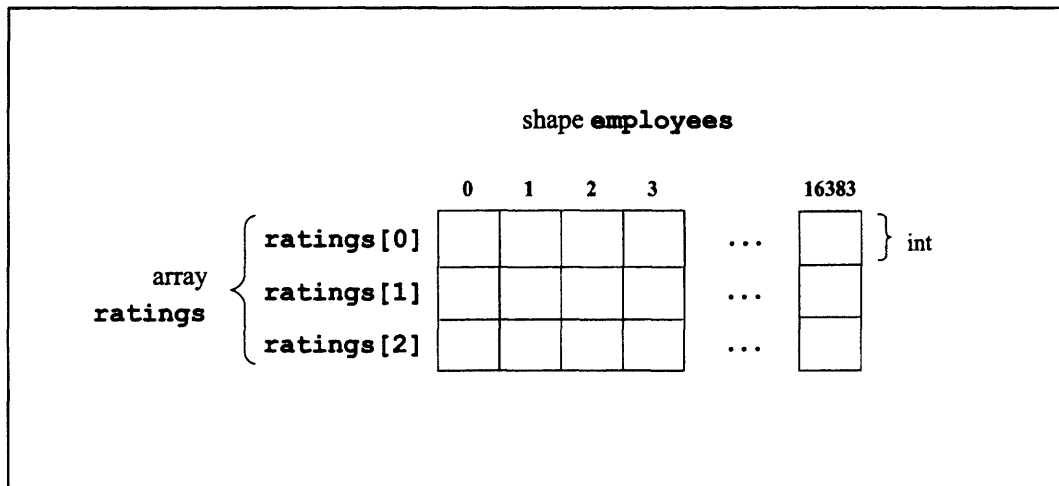 shape employees
0 1 2 3 16383
ratings[0] ... int
array
ratings[1] ...
ratings
ratings[2] ...